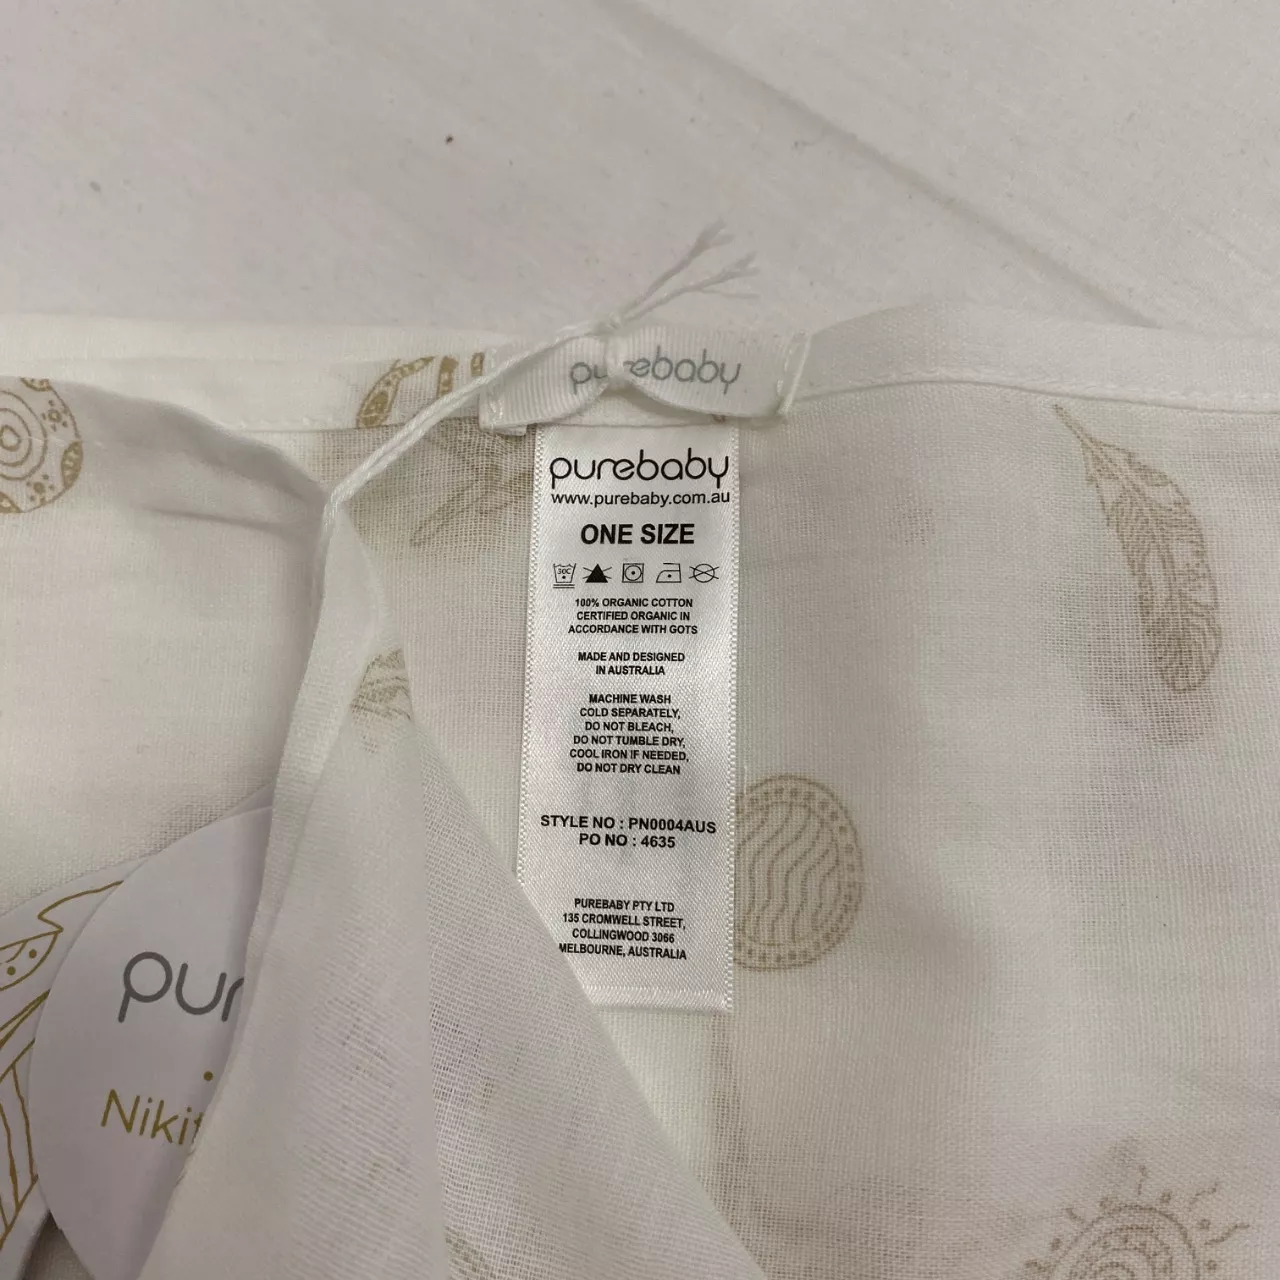 purebaby
purebaby
www.purebaby.com.au
ONE SIZE
30C
100% ORGANIC COTTON
CERTIFIED ORGANIC IN
ACCORDANCE WITH GOTS
MADE AND DESIGNED
IN AUSTRALIA
MACHINE WASH
COLD SEPARATELY,
DO NOT BLEACH,
DO NOT TUMBLE DRY,
COOL IRON IF NEEDED,
DO NOT DRY CLEAN
STYLE NO : PN0004AUS
PO NO : 4635
PUREBABY PTY LTD
135 CROMWELL STREET,
COLLINGWOOD 3066
MELBOURNE, AUSTRALIA
pur
Nikit